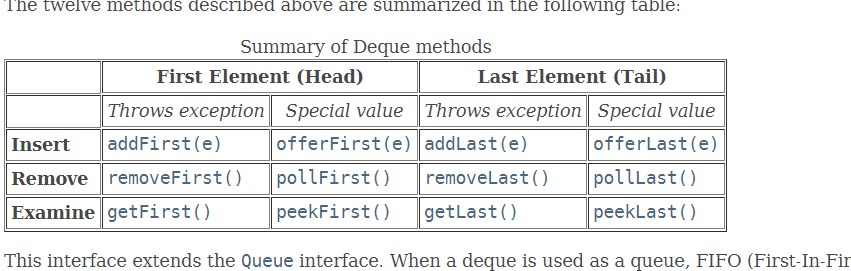 The twelve methods described above are summarized in the following table:
Summary of Deque methods
First Element (Head) Last Element (Tail)
Throws exception Special value Throws exception Special value
Insert addFirst(e) offerFirst(e) addLast(e) offerLast(e)
Remove removeFirst() pollFirst() removeLast() pollLast()
Examine getFirst() peekFirst() getLast() peekLast()
This interface extends the Queue interface. When a deque is used as a queue, FIFO (First-In-Fir